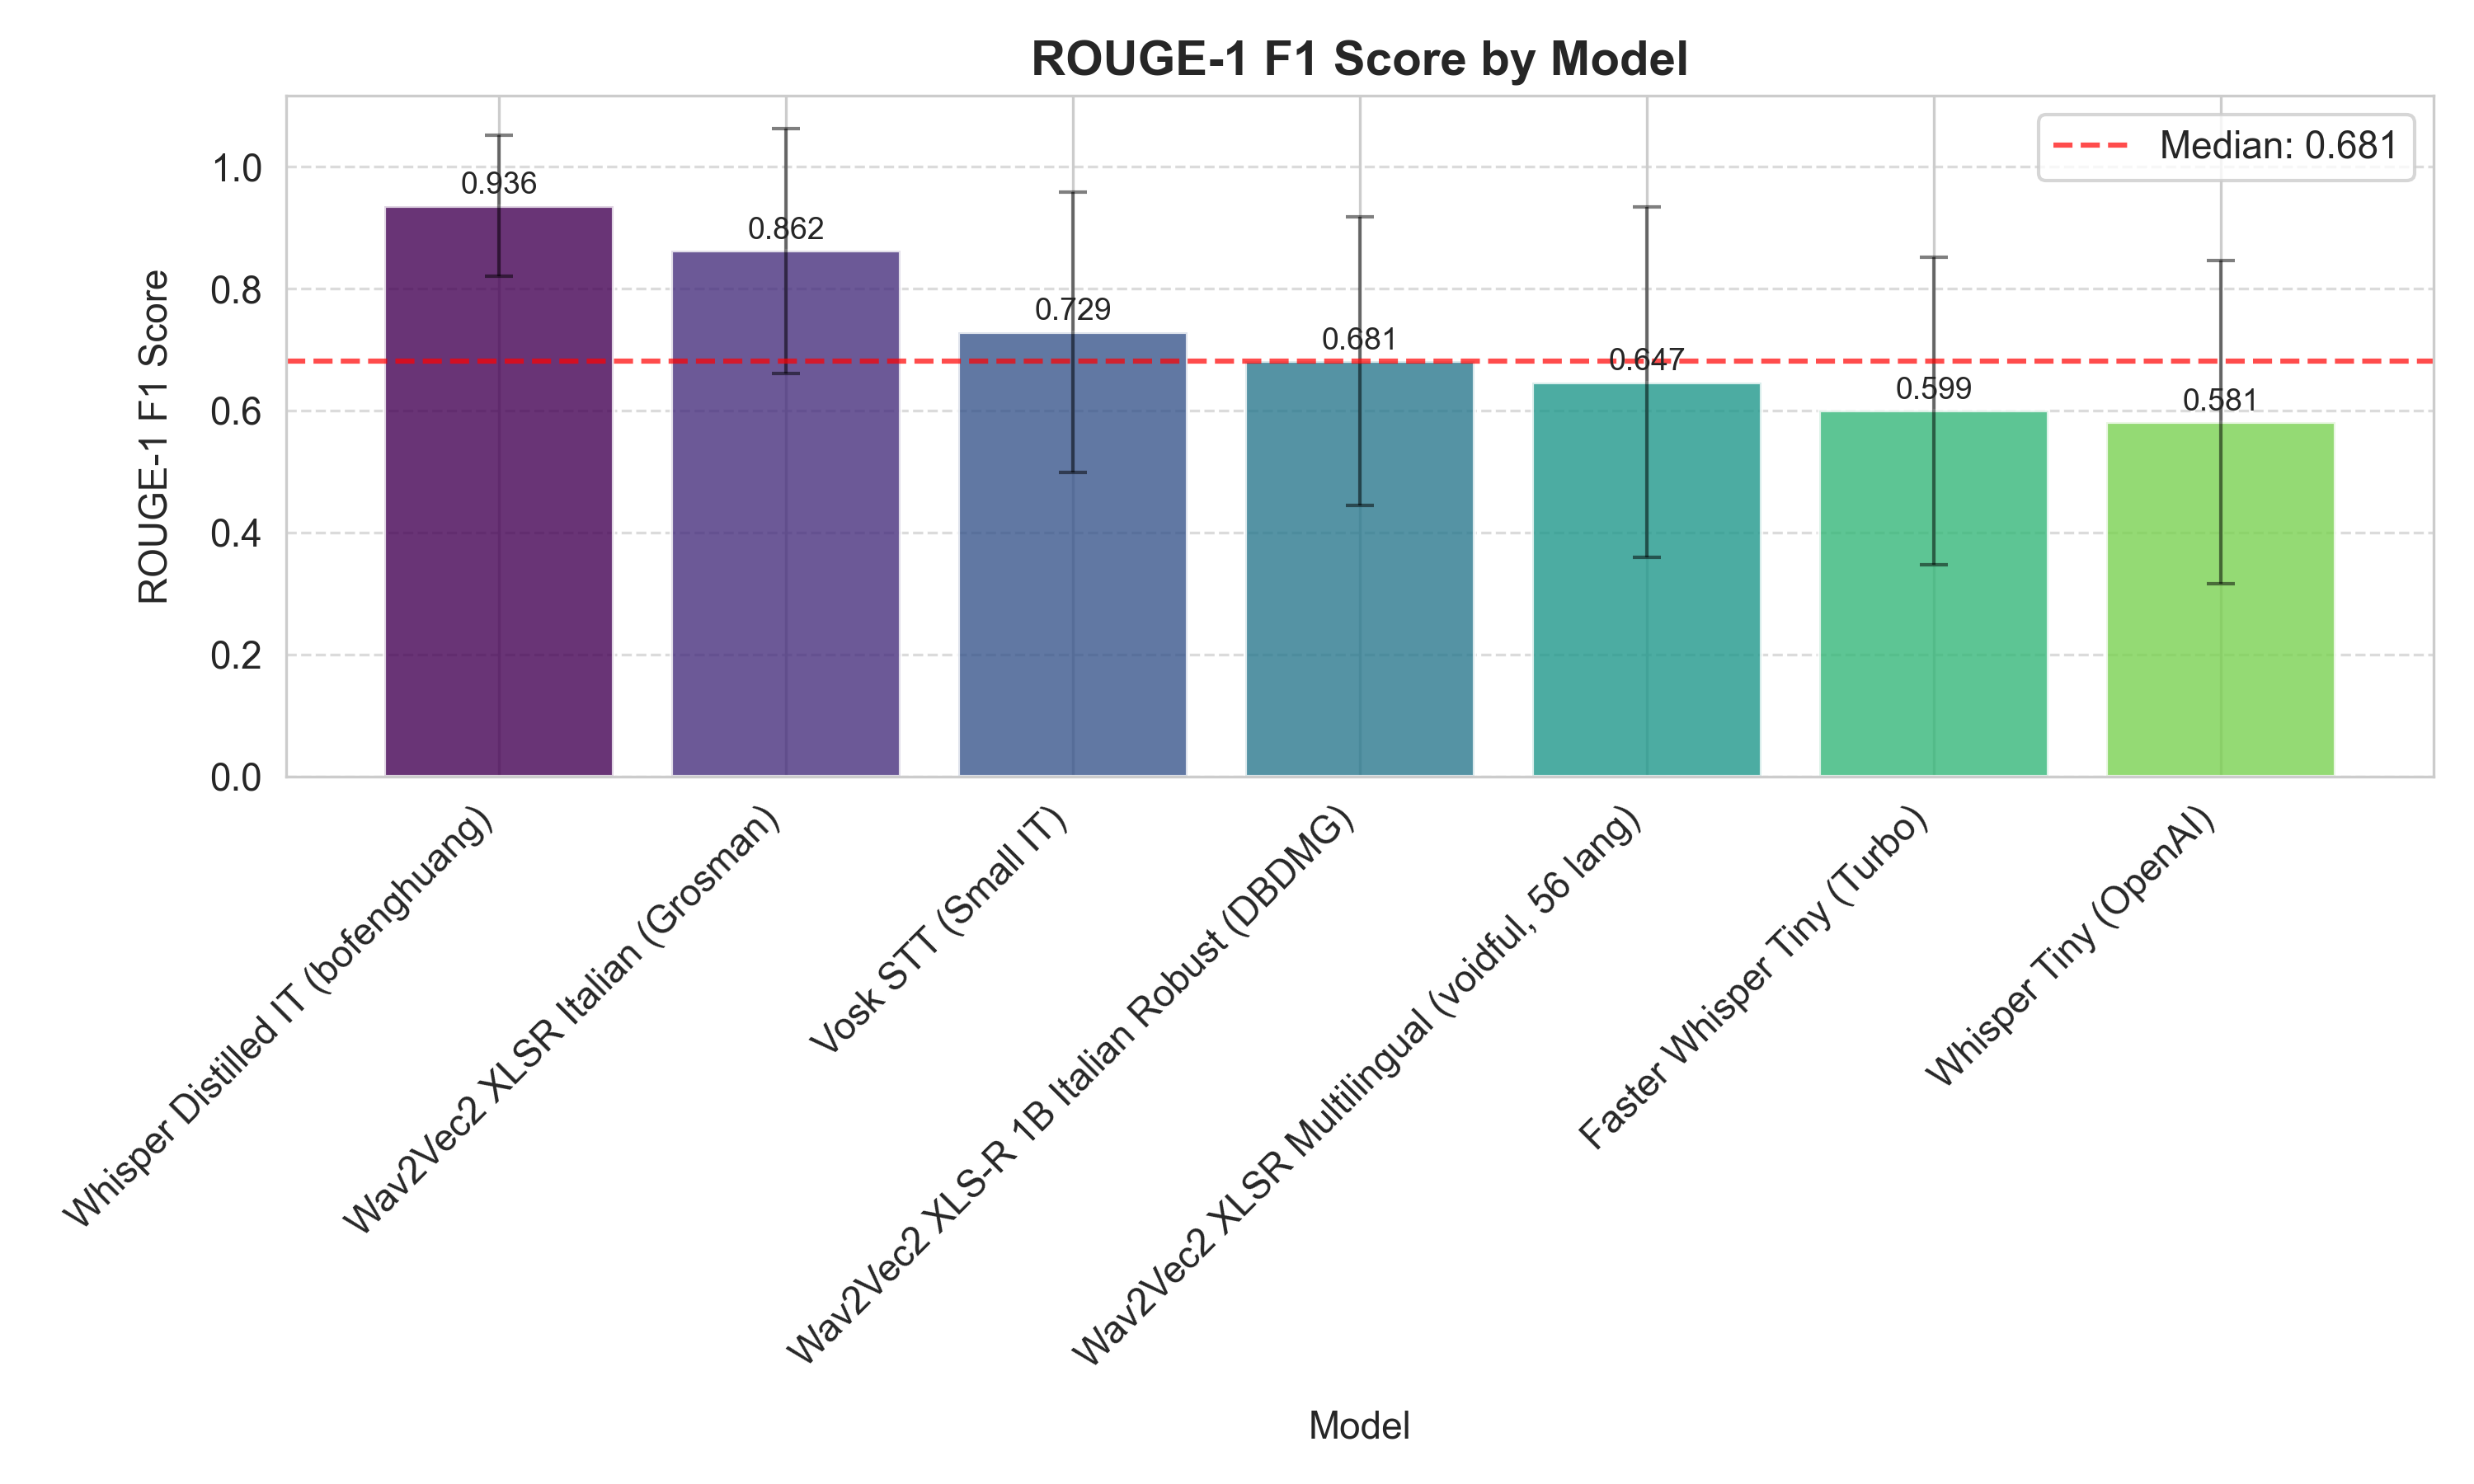 ROUGE-1 F1 Score by Model
Median: 0.681
ROUGE-1 F1 Score
1.0
0.8
0.6
0.4
0.2
0.0
0.936
0.862
0.729
0.681
0.647
0.599
0.581
Whisper Distilled IT (bofenghuang)
Wav2Vec2 XLSR Italian (Grosman)
Vosk STT (Small IT)
Wav2Vec2 XLS-R 1B Italian Robust (DBDMG)
Wav2Vec2 XLSR Multilingual (voidful, 56 lang)
Faster Whisper Tiny (Turbo)
Whisper Tiny (OpenAI)
Model